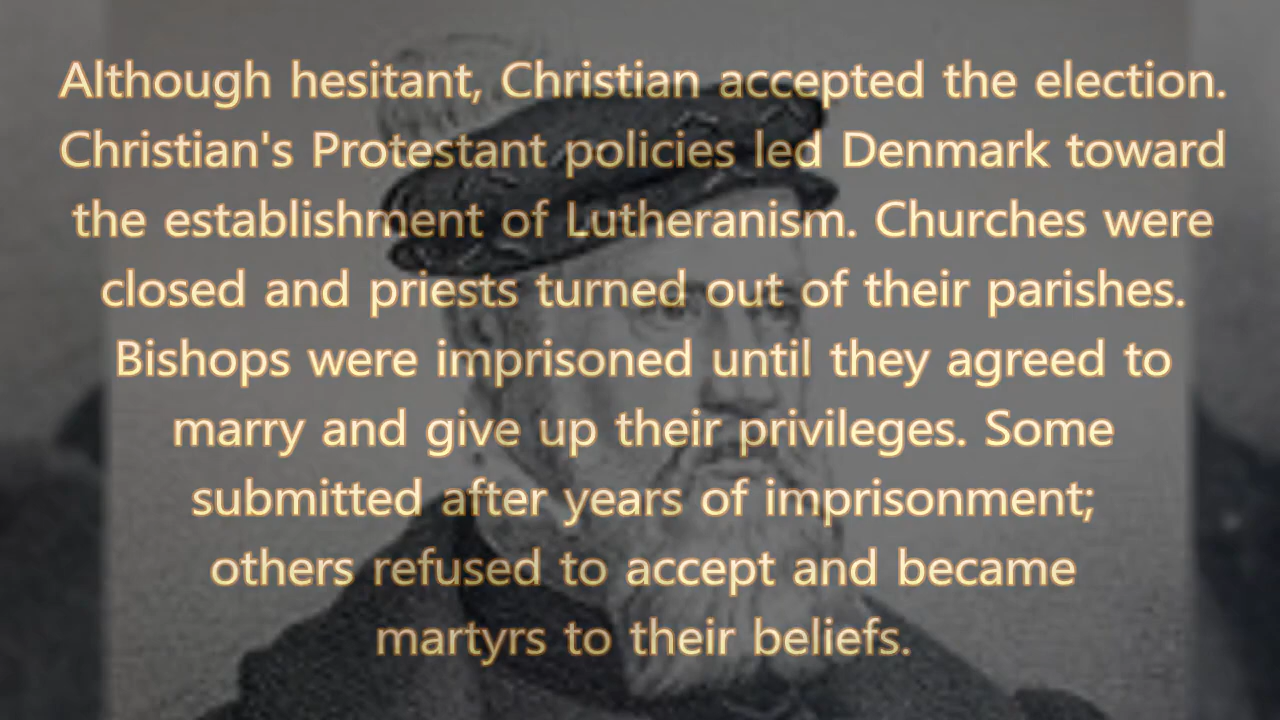 Although hesitant, Christian accepted the election.
Christian's Protestant policies led Denmark toward
the establishment of Lutheranism. Churches were
closed and priests turned out of their parishes.
Bishops were imprisoned until they agreed to
marry and give up their privileges. Some
submitted after years of imprisonment;
others refused to accept and became
martyrs to their beliefs.